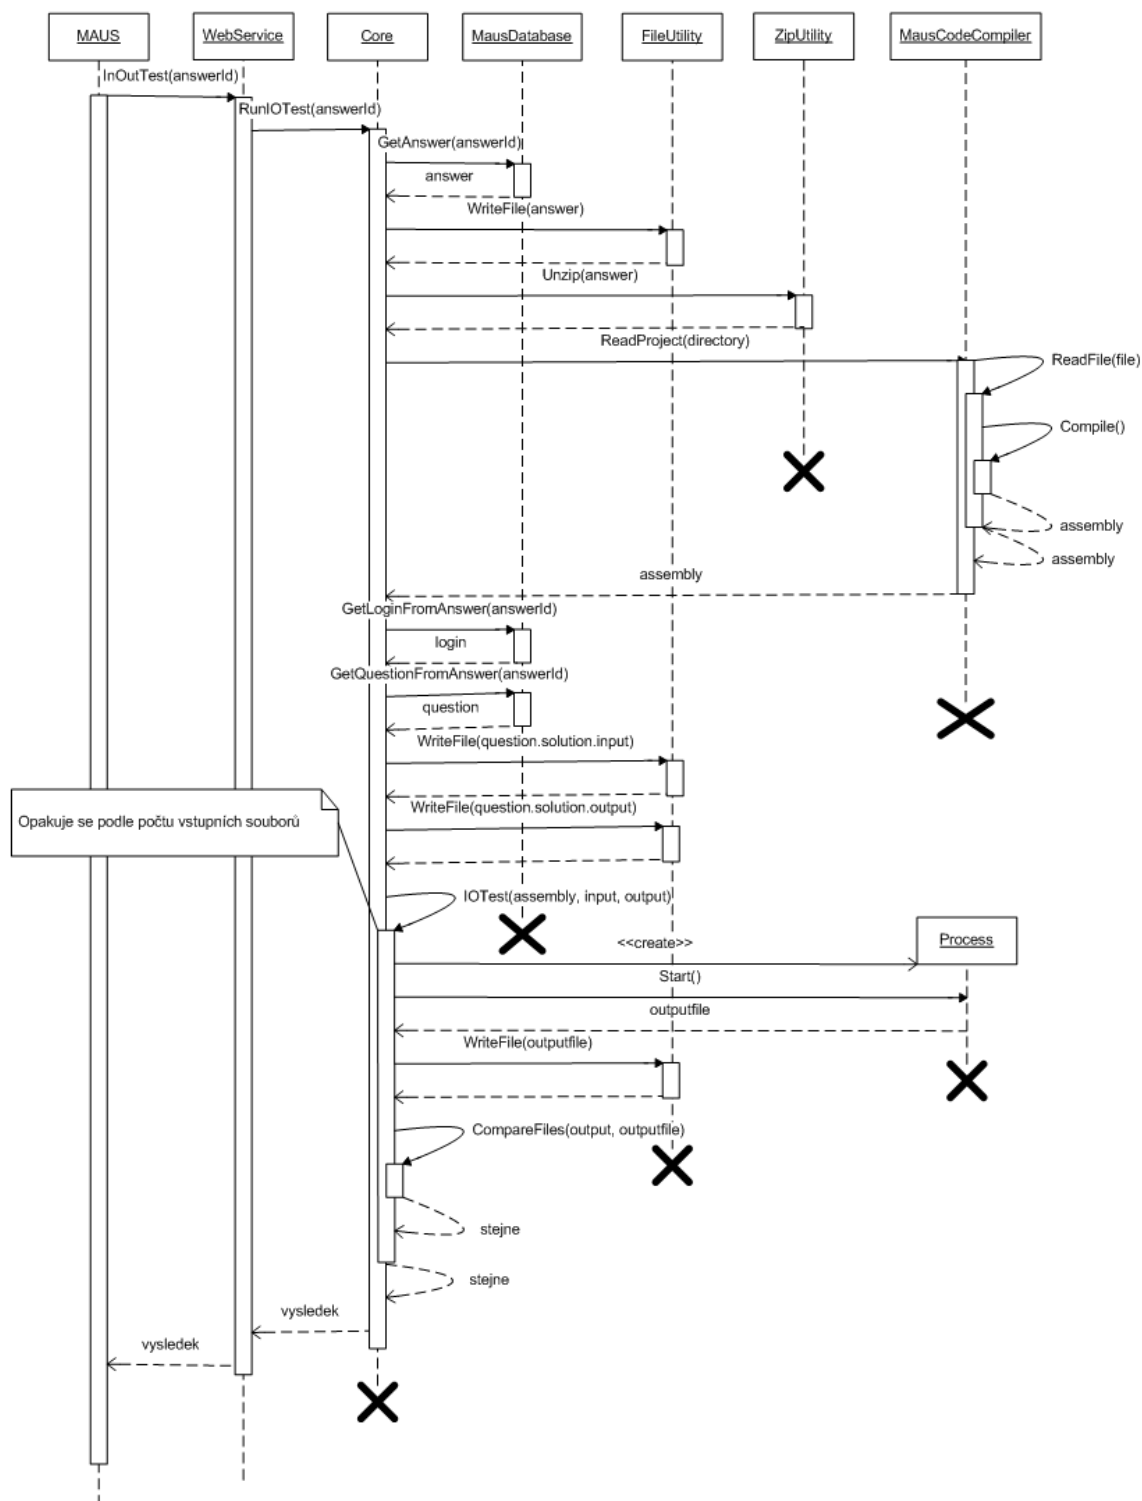 MAUS
WebService
Core
MausDatabase
FileUtility
ZipUtility
MausCodeCompiler
InOutTest(answerId)
RunIOTest(answerId)
GetAnswer(answerId)
answer
WriteFile(answer)
Unzip(answer)
ReadProject(directory)
ReadFile(file)
Compile()
assembly
assembly
assembly
GetLoginFromAnswer(answerId)
login
GetQuestionFromAnswer(answerId)
question
WriteFile(question.solution.input)
WriteFile(question.solution.output)
Opakuje se podle počtu vstupních souborů
IOTest(assembly, input, output)
<<create>>
Process
Start()
outputfile
WriteFile(outputfile)
CompareFiles(output, outputfile)
stejne
stejne
vysledek
vysledek